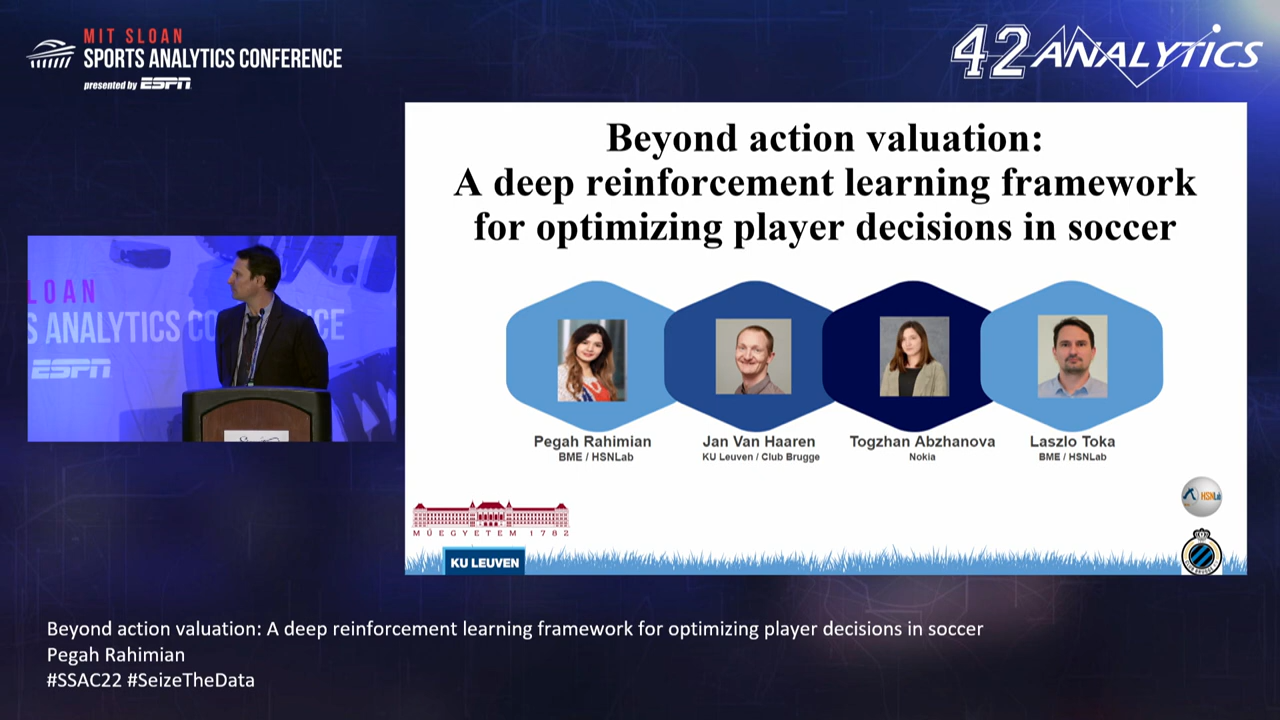 MIT SLOAN
SPORTS ANALYTICS CONFERENCE
presented by ESPN
42 ANALYTICS
Beyond action valuation:
A deep reinforcement learning framework
for optimizing player decisions in soccer
LOAN
S ANALYTICS CO
CE
ESPN
Pegah Rahimian
BME / HSNLab
Jan Van Haaren
KU Leuven / Club Brugge
Togzhan Abzhanova
Nokia
Laszlo Toka
BME / HSNLab
MŰEGYETEM 1782
KU LEUVEN
Beyond action valuation: A deep reinforcement learning framework for optimizing player decisions in soccer
Pegah Rahimian
#SSAC22 #SeizeTheData